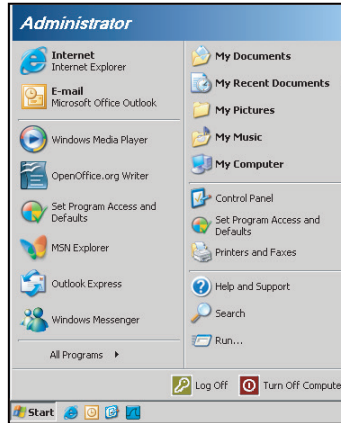 Administrator
Internet
Internet Explorer
E-mail
Microsoft Office Outlook
Windows Media Player
OpenOffice.org Writer
Set Program Access and
Defaults
MSN Explorer
Outlook Express
Windows Messenger
All Programs
My Documents
My Recent Documents
My Pictures
My Music
My Computer
Control Panel
Set Program Access and
Defaults
Printers and Faxes
Help and Support
Search
Run...
Log Off
Turn Off Compute
Start